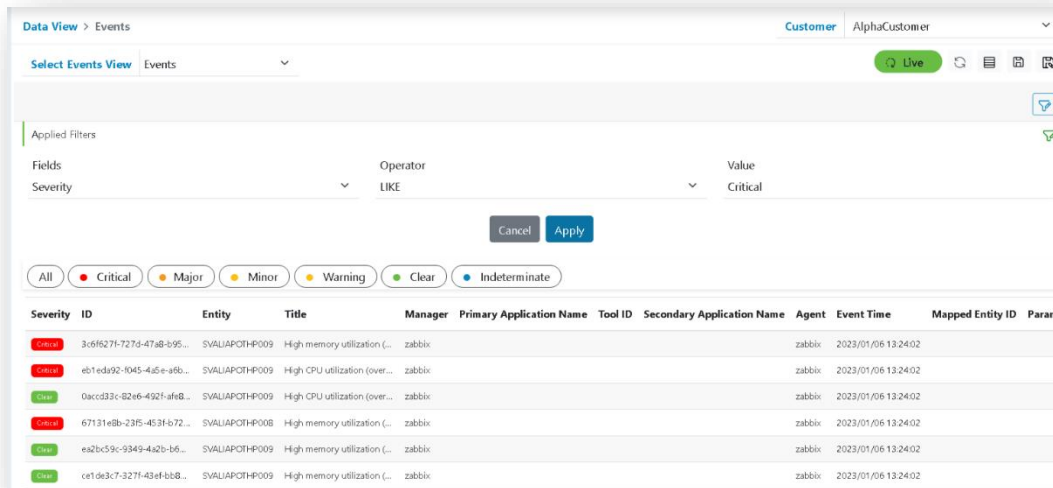 Data View > Events Customer AlphaCustomer
Select Events View Events Live
Applied Filters
Fields Operator Value
Severity LIKE Critical
Cancel Apply
All Critical Major Minor Warning Clear Indeterminate
Severity ID Entity Title Manager Primary Application Name Tool ID Secondary Application Name Agent Event Time Mapped Entity ID Param
Critical 3c6f627f-727d-47a8-b95... SVALIAPOTHP009 High memory utilization (... zabbix zabbix 2023/01/06 13:24:02
Critical eb1eda92-f045-4a5e-a6b... SVALIAPOTHP009 High CPU utilization (over... zabbix zabbix 2023/01/06 13:24:02
Clear 0accd33c-82e6-492f-afe8... SVALIAPOTHP009 High CPU utilization (over... zabbix zabbix 2023/01/06 13:24:02
Critical 67131e8b-23f5-453f-b72... SVALIAPOTHP008 High memory utilization (... zabbix zabbix 2023/01/06 13:24:02
Clear ea2bc59c-9349-4a2b-b6... SVALIAPOTHP009 High memory utilization (... zabbix zabbix 2023/01/06 13:24:02
Clear ce1de3c7-327f-43ef-bb8... SVALIAPOTHP009 High memory utilization (... zabbix zabbix 2023/01/06 13:24:02